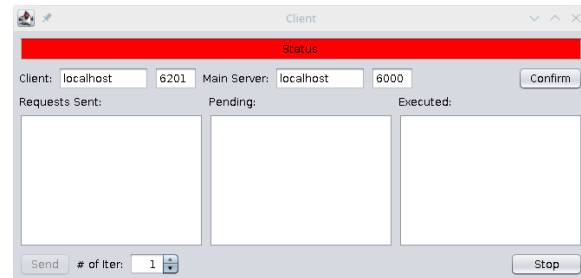 Client
Status
Client: localhost 6201 Main Server: localhost 6000 Confirm
Requests Sent: Pending: Executed:
Send # of Iter: 1 Stop